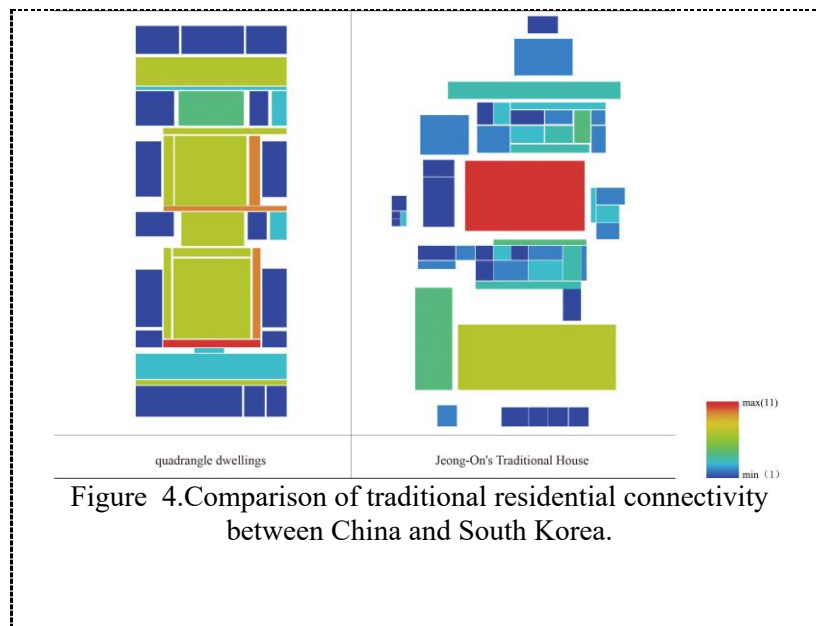 quadrangle dwellings
Jeong-On's Traditional House
max(11)
min（1）
Figure  4.Comparison of traditional residential connectivity
between China and South Korea.